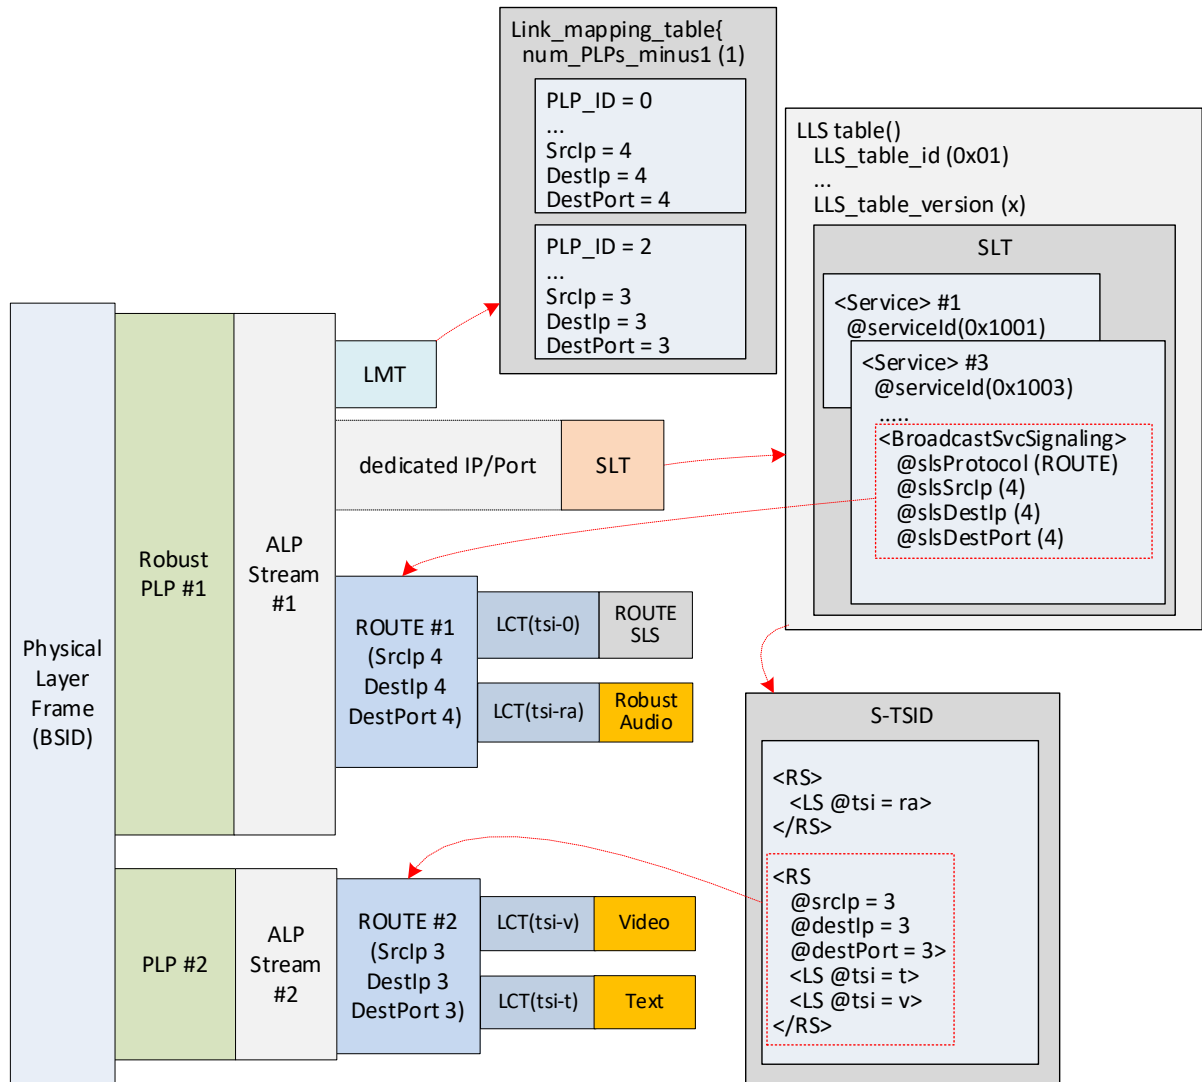 Link_mapping_table{
num_PLPs_minus1 (1)
PLP_ID = 0
...
SrcIp = 4
DestIp = 4
DestPort = 4
PLP_ID = 2
...
SrcIp = 3
DestIp = 3
DestPort = 3
LLS table()
LLS_table_id (0x01)
...
LLS_table_version (x)
SLT
<Service> #1
@serviceId(0x1001)
<Service> #3
@serviceId(0x1003)
.....
<BroadcastSvcSignaling>
@slsProtocol (ROUTE)
@slsSrcIp (4)
@slsDestIp (4)
@slsDestPort (4)
Physical
Layer
Frame
(BSID)
Robust
PLP #1
ALP
Stream
#1
LMT
dedicated IP/Port
SLT
ROUTE #1
(SrcIp 4
DestIp 4
DestPort 4)
LCT(tsi-0)
ROUTE
SLS
LCT(tsi-ra)
Robust
Audio
PLP #2
ALP
Stream
#2
ROUTE #2
(SrcIp 3
DestIp 3
DestPort 3)
LCT(tsi-v)
Video
LCT(tsi-t)
Text
S-TSID
<RS>
<LS @tsi = ra>
</RS>
<RS
@srcIp = 3
@destIp = 3
@destPort = 3>
<LS @tsi = t>
<LS @tsi = v>
</RS>